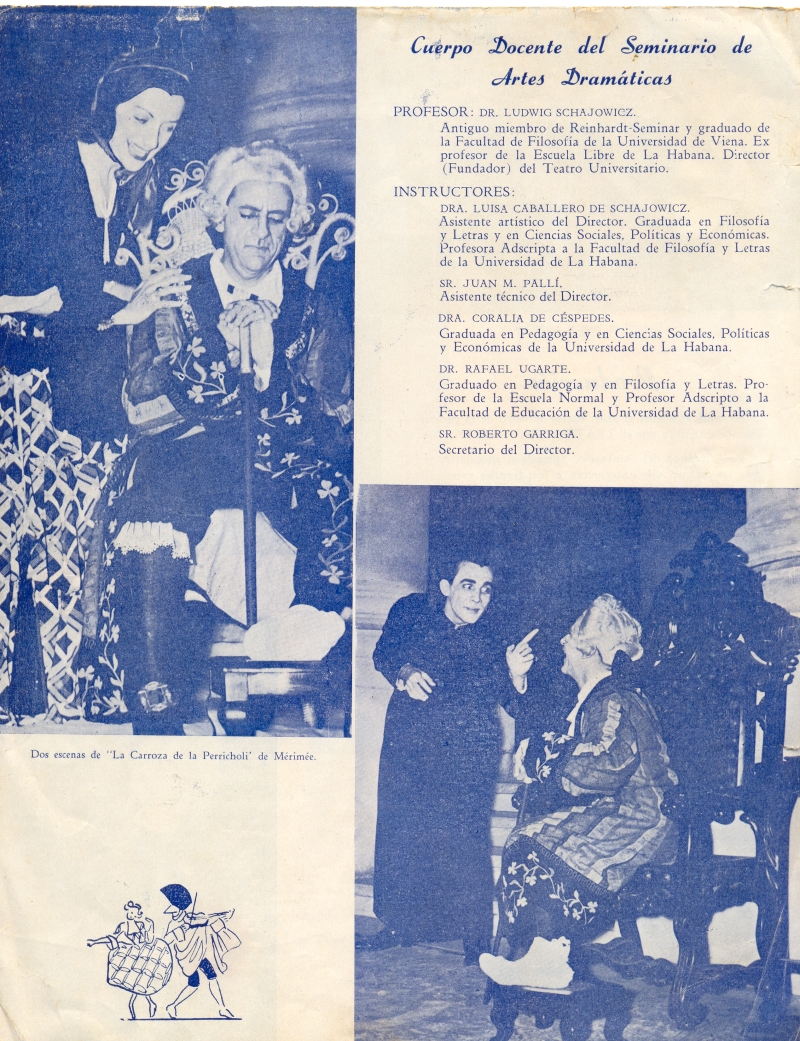 Cuerpo Docente del Seminario de
Artes Dramáticas
PROFESOR: DR. LUDWIG SCHAJOWICZ.
Antiguo miembro de Reinhardt-Seminar y graduado de
la Facultad de Filosofía de la Universidad de Viena. Ex
profesor de la Escuela Libre de La Habana. Director
(Fundador) del Teatro Universitario.
INSTRUCTORES:
DRA. LUISA CABALLERO DE SCHAJOWICZ.
Asistente artístico del Director. Graduada en Filosofía
y Letras y en Ciencias Sociales, Políticas y Económicas.
Profesora Adscripta a la Facultad de Filosofía y Letras
de la Universidad de La Habana.
SR. JUAN M. PALLÍ.
Asistente técnico del Director.
DRA. CORALIA DE CÉSPEDES.
Graduada en Pedagogía y en Ciencias Sociales, Políticas
y Económicas de la Universidad de La Habana.
DR. RAFAEL UGARTE.
Graduado en Pedagogía y en Filosofía y Letras. Pro-
fesor de la Escuela Normal y Profesor Adscripto a la
Facultad de Educación de la Universidad de La Habana.
SR. ROBERTO GARRIGA.
Secretario del Director.
Dos escenas de "La Carroza de la Perricholi' de Mérimée.